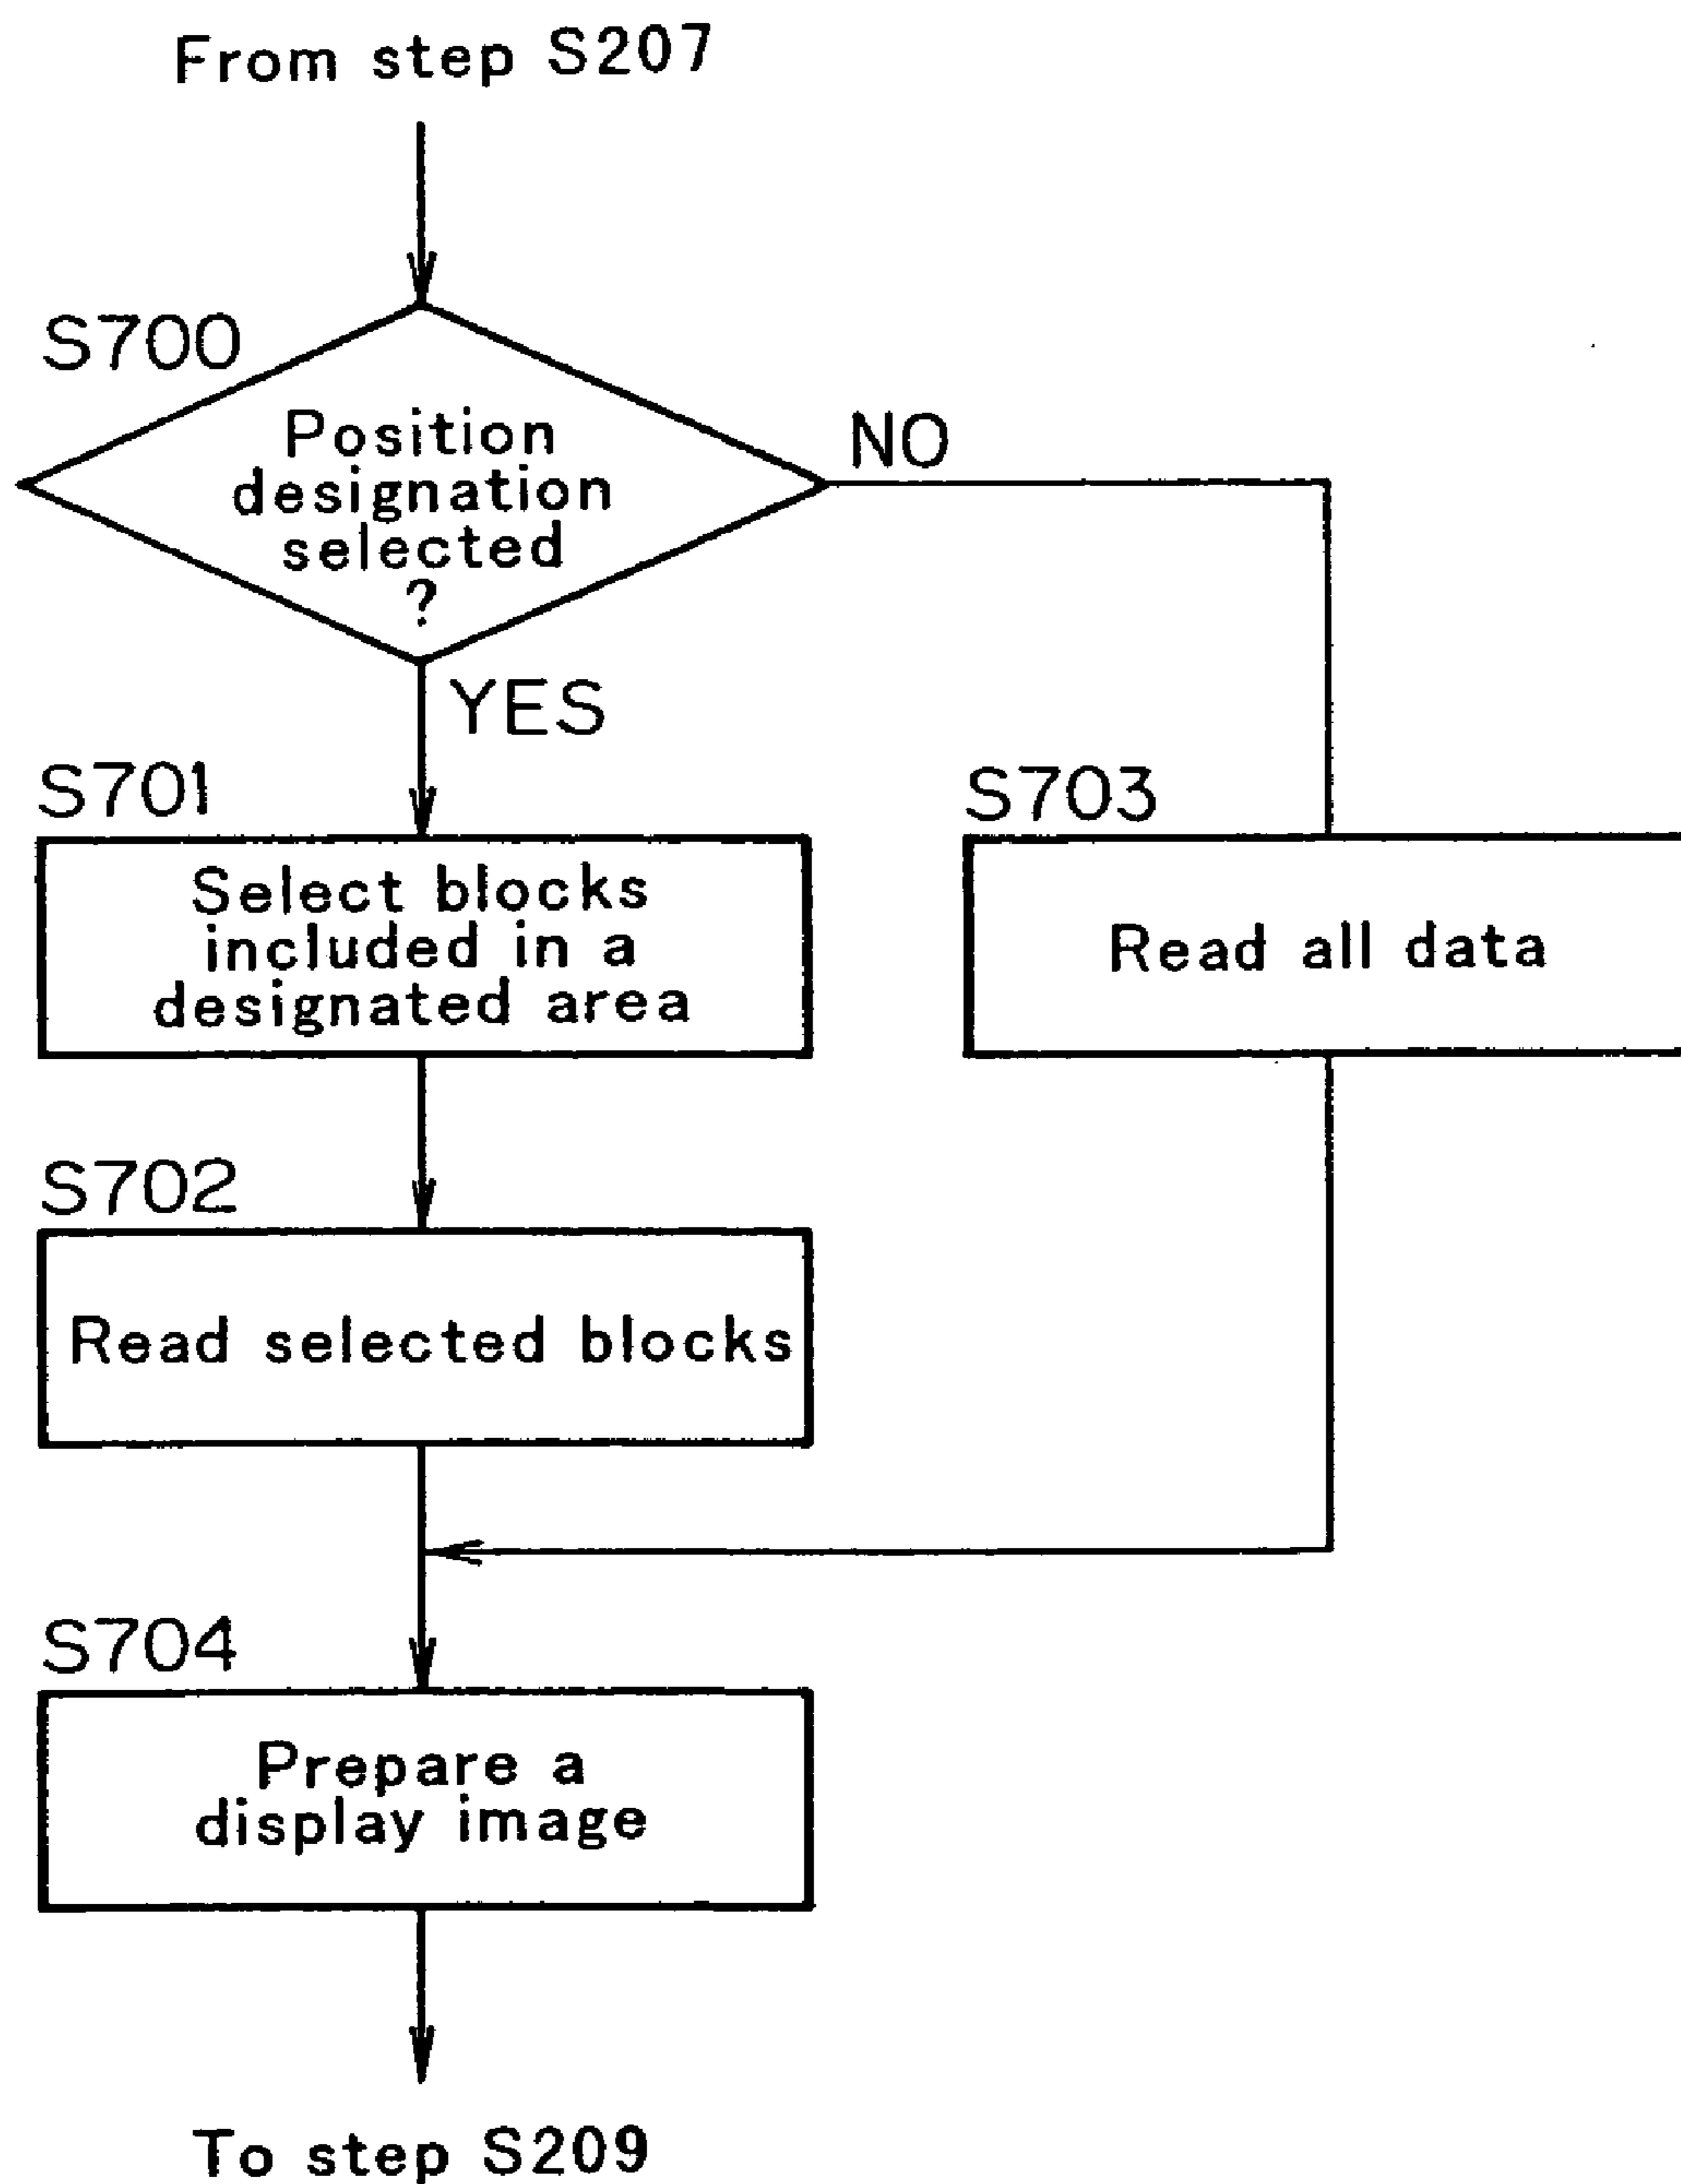 From step S207
S700
Position
designation
selected
?
NO
YES
S701
Select blocks
included in a
designated area
S703
Read all data
S702
Read selected blocks
S704
Prepare a
display image
To step S209